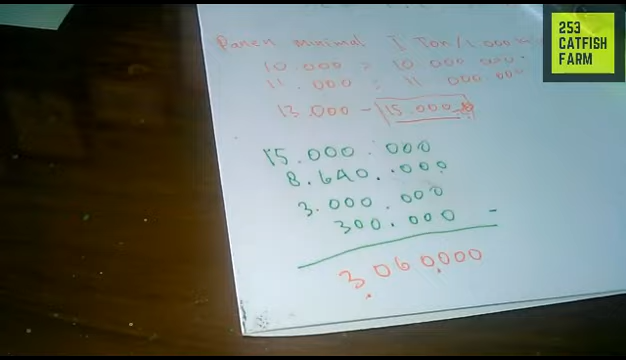 Panen minimal 1 Ton/1.000
10.000 = 10.000.000
11.000 = 11.000.000
13.000 - 15.000.0
15.000.000
8.640.000
3.000.000
300.000 -
3.060.000
253
CATFISH
FARM